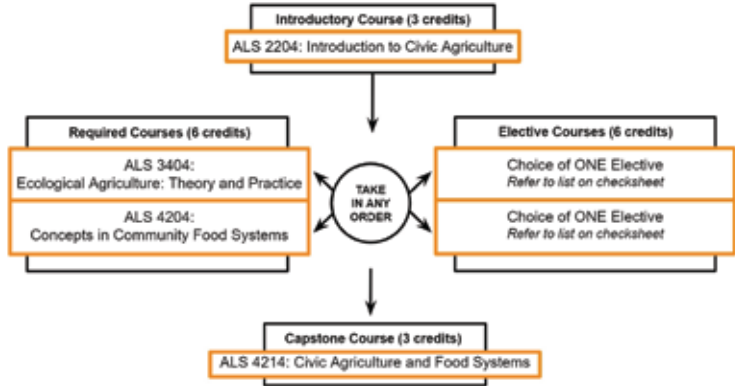 Introductory Course (3 credits)
ALS 2204: Introduction to Civic Agriculture
Required Courses (6 credits)
ALS 3404:
Ecological Agriculture: Theory and Practice
ALS 4204:
Concepts in Community Food Systems
TAKE
IN ANY
ORDER
Elective Courses (6 credits)
Choice of ONE Elective
Refer to list on checksheet
Choice of ONE Elective
Refer to list on checksheet
Capstone Course (3 credits)
ALS 4214: Civic Agriculture and Food Systems